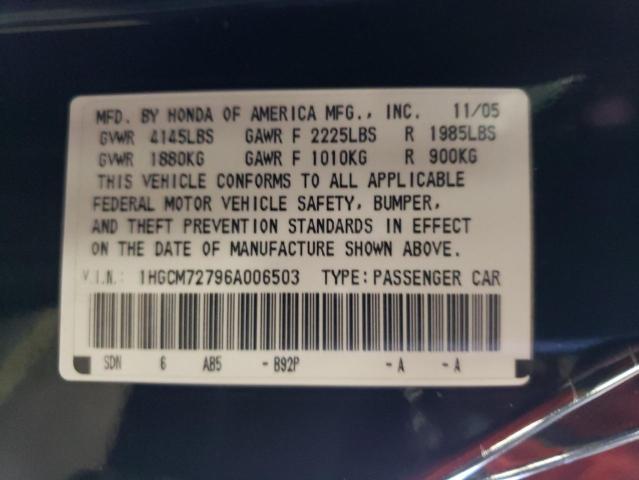 MFD. BY HONDA OF AMERICA MFG., INC. 11/05
GVWR 4145LBS GAWR F 2225LBS R 1985LBS
GVWR 1880KG GAWR F 1010KG R 900KG
THIS VEHICLE CONFORMS TO ALL APPLICABLE
FEDERAL MOTOR VEHICLE SAFETY, BUMPER,
AND THEFT PREVENTION STANDARDS IN EFFECT
ON THE DATE OF MANUFACTURE SHOWN ABOVE.
V.I.N.: 1HGCM72796A006503 TYPE: PASSENGER CAR
SDN 6 AB5 - B92P - A - A